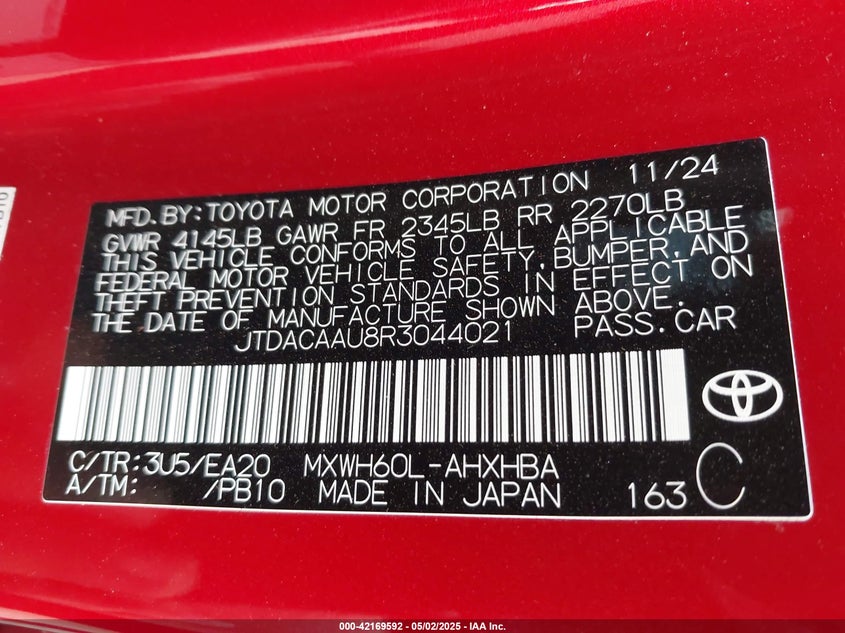 MFD.BY:TOYOTA MOTOR CORPORATION 11/24
GVWR 4145LB GAWR FR 2345LB RR 2270LB
THIS VEHICLE CONFORMS TO ALL APPLICABLE
FEDERAL MOTOR VEHICLE SAFETY,BUMPER,AND
THEFT PREVENTION STANDARDS IN EFFECT ON
THE DATE OF MANUFACTURE SHOWN ABOVE.
JTDACAAU8R3044021 PASS.CAR
C/TR:3U5/EA20 MXWH60L-AHXHBA
A/TM: /PB10 MADE IN JAPAN 163 C
000-42169592 - 05/02/2025 - IAA Inc.